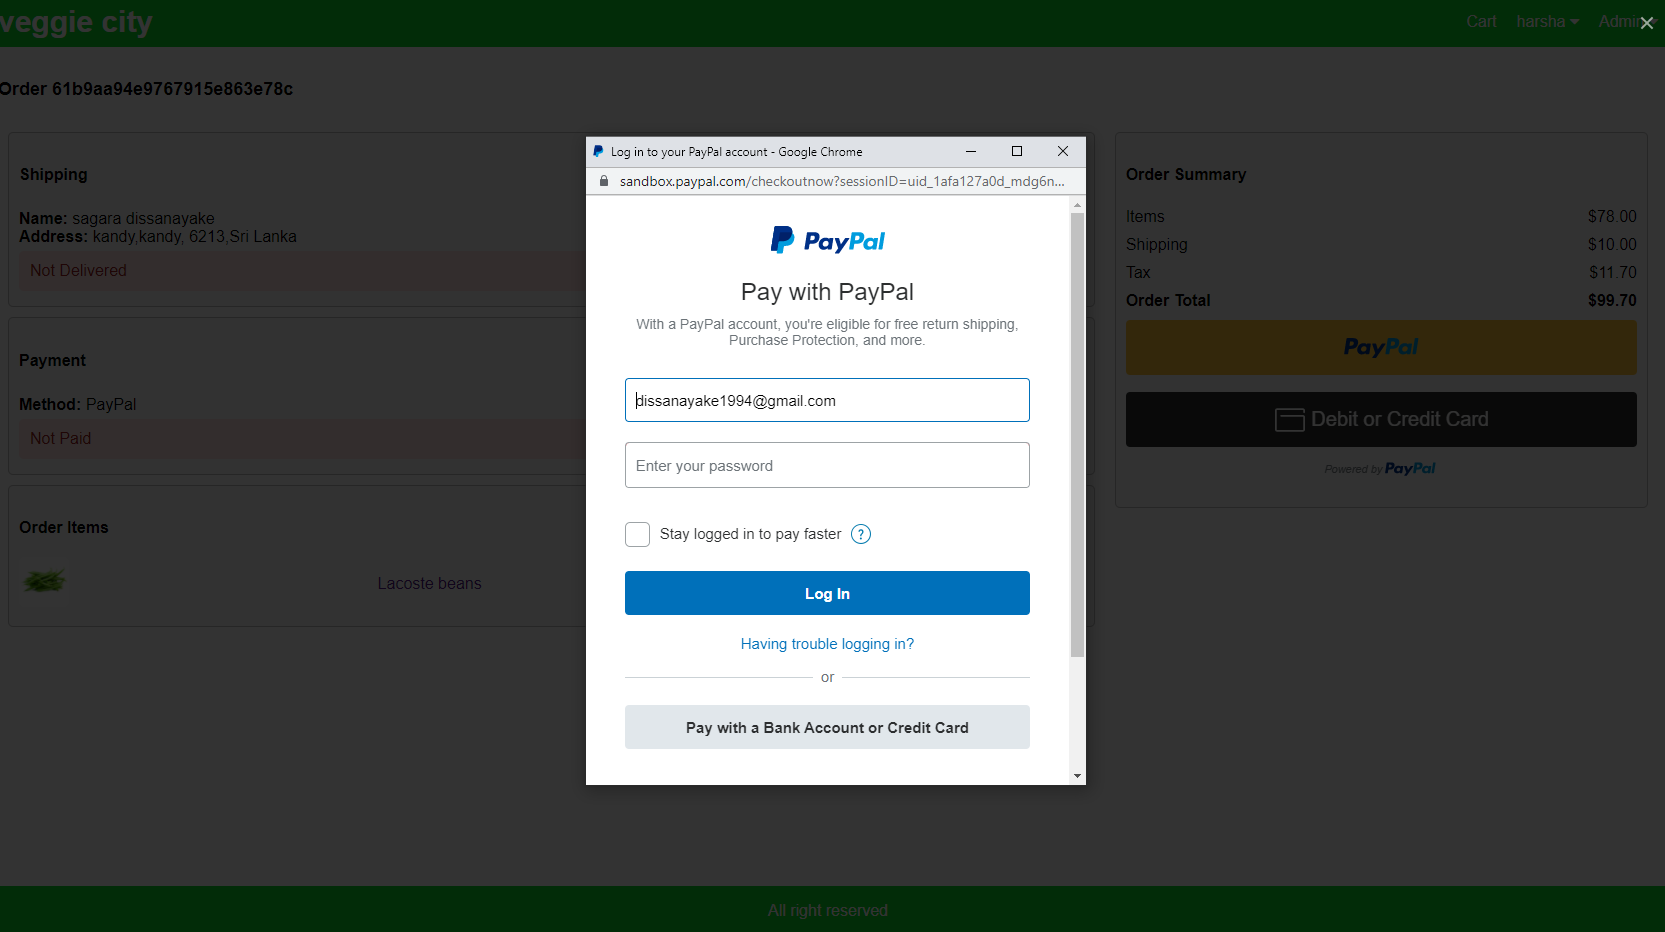 veggie city
Cart harsha Admin
Order 61b9aa94e9767915e863e78c
Shipping
Name: sagara dissanayake
Address: kandy,kandy, 6213,Sri Lanka
Not Delivered
Payment
Method: PayPal
Not Paid
Order Items
Lacoste beans
Log in to your PayPal account - Google Chrome
sandbox.paypal.com/checkoutnow?sessionID=uid_1afa127a0d_mdg6n...
PayPal
Pay with PayPal
With a PayPal account, you're eligible for free return shipping,
Purchase Protection, and more.
dissanayake1994@gmail.com
Enter your password
Stay logged in to pay faster ?
Log In
Having trouble logging in?
or
Pay with a Bank Account or Credit Card
Order Summary
Items $78.00
Shipping $10.00
Tax $11.70
Order Total $99.70
PayPal
Debit or Credit Card
Powered by PayPal
All right reserved